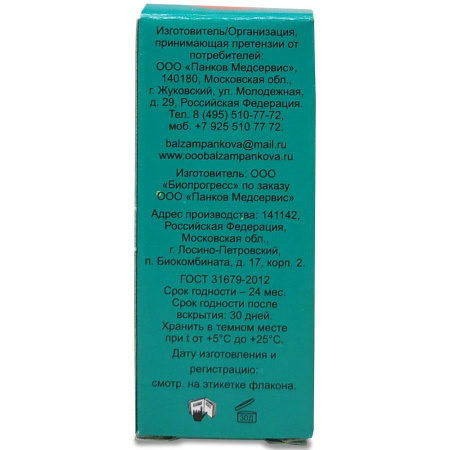 Изготовитель/Организация,
принимающая претензии от
потребителей:
ООО «Панков Медсервис»,
140180, Московская обл.,
г. Жуковский, ул. Молодежная,
д. 29, Российская Федерация.
Тел. 8 (495) 510-77-72,
моб. +7 925 510 77 72.
balzampankova@mail.ru
www.ooobalzampankova.ru
Изготовитель: ООО
«Биопрогресс» по заказу
ООО «Панков Медсервис»
Адрес производства: 141142,
Российская Федерация,
Московская обл.,
г. Лосино-Петровский,
п. Биокомбината, д. 17, корп. 2.
ГОСТ 31679-2012
Срок годности – 24 мес.
Срок годности после
вскрытия: 30 дней.
Хранить в темном месте
при t от +5°С до +25°С.
Дату изготовления и
регистрацию:
смотр. на этикетке флакона.
30Д